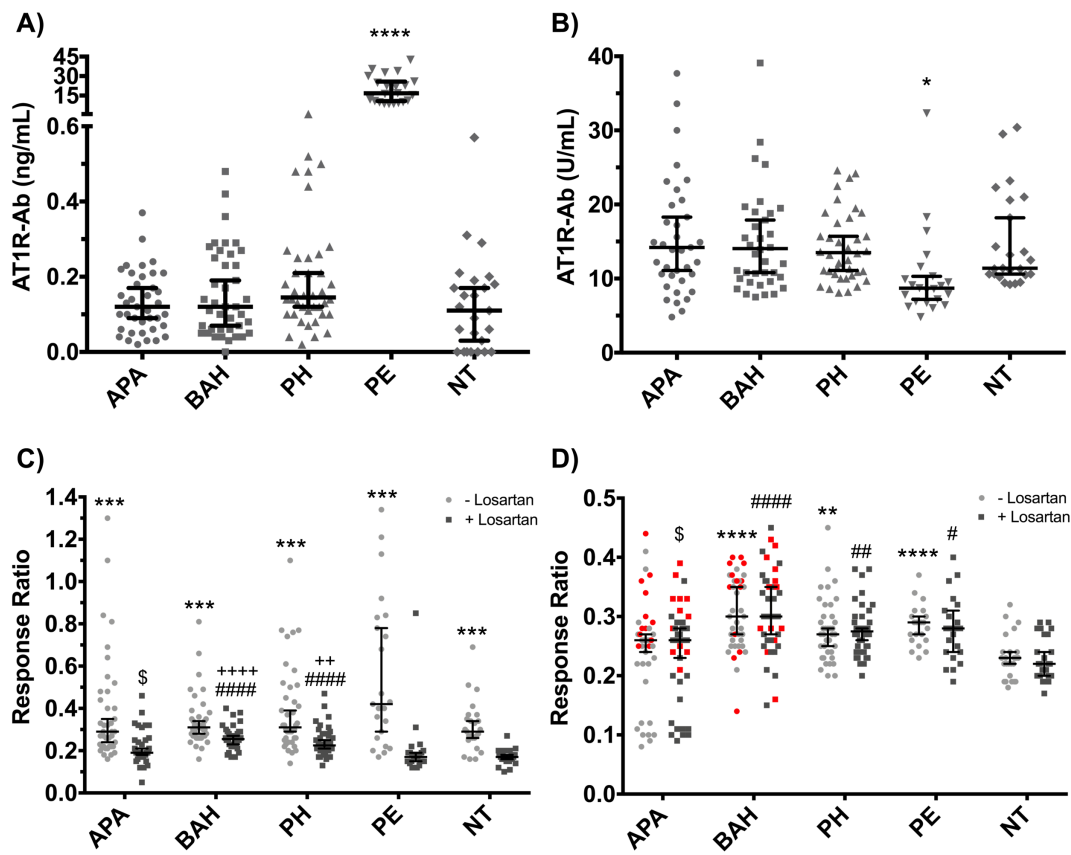 A)
****
AT1R-Ab (ng/mL)
45
30
15
0.6
0.4
0.2
0.0
APA
BAH
PH
PE
NT
B)
*
AT1R-Ab (U/mL)
40
30
20
10
0
APA
BAH
PH
PE
NT
C)
- Losartan
+ Losartan
Response Ratio
1.4
1.2
1.0
0.8
0.6
0.4
0.2
0.0
***
$
***
++++
####
***
++
####
***
***
APA
BAH
PH
PE
NT
D)
- Losartan
+ Losartan
Response Ratio
0.5
0.4
0.3
0.2
0.1
0.0
$
****
####
**
##
****
#
APA
BAH
PH
PE
NT